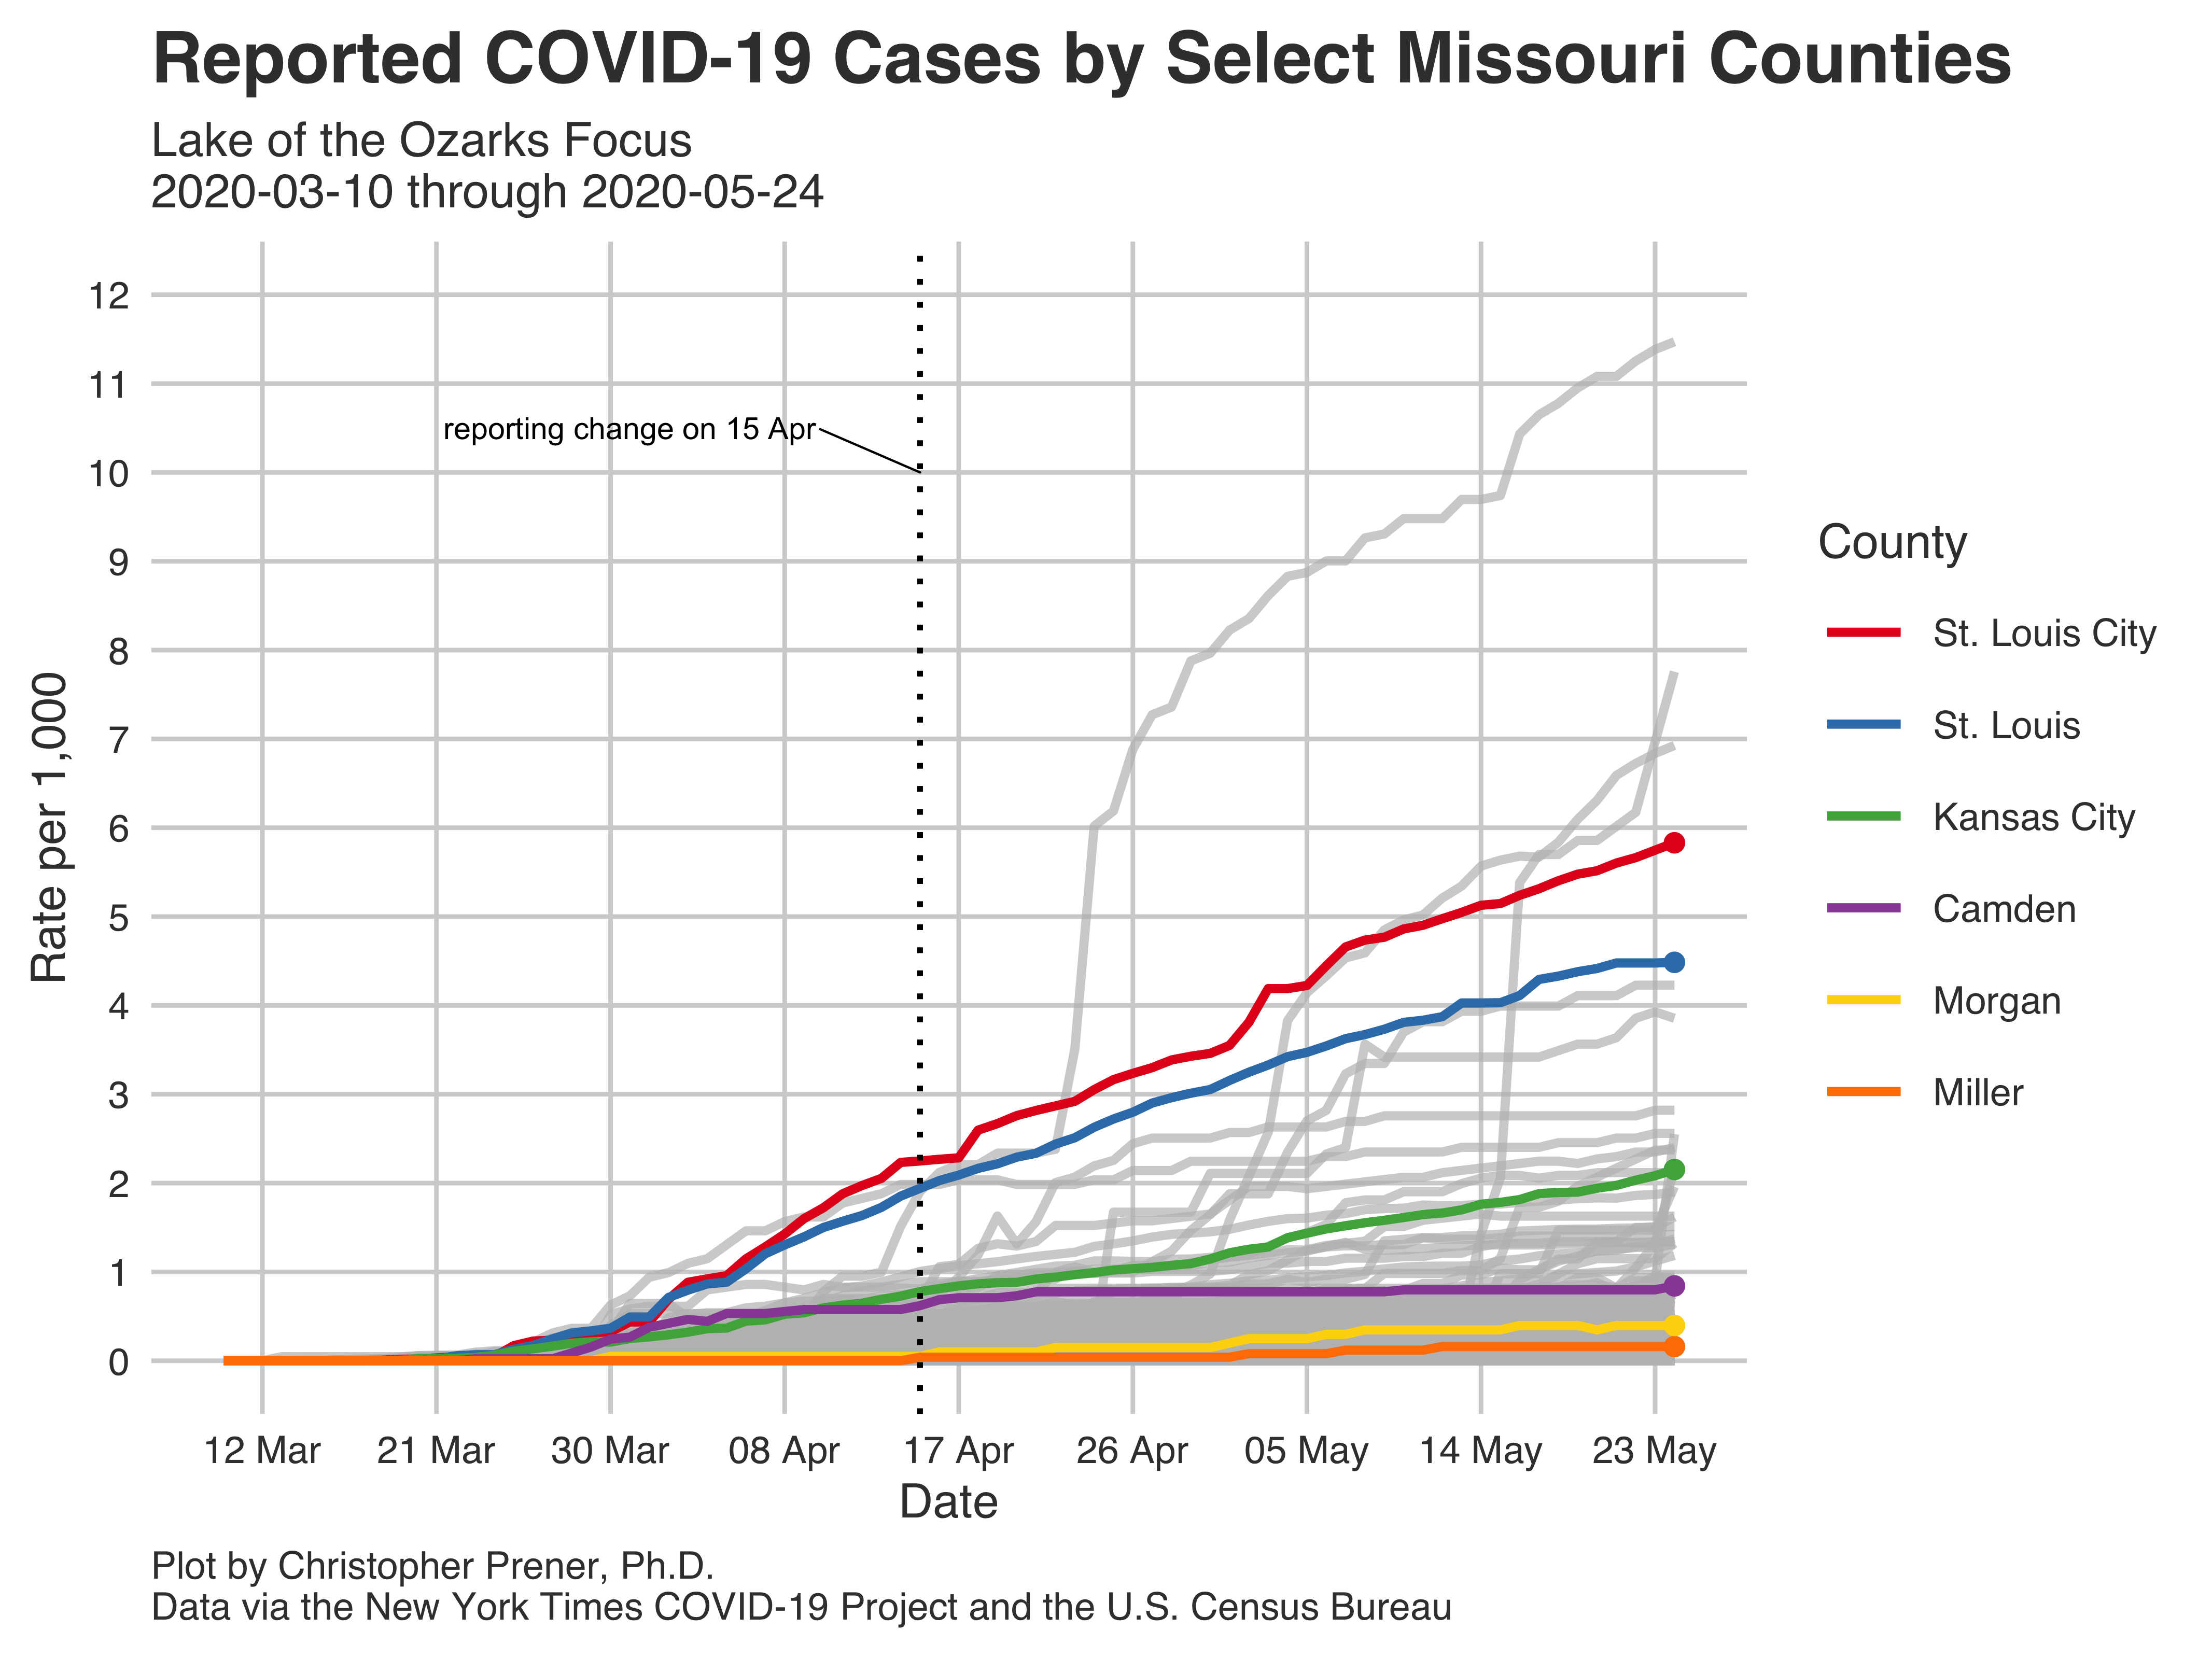 Reported COVID-19 Cases by Select Missouri Counties
Lake of the Ozarks Focus
2020-03-10 through 2020-05-24
12
11
10
9
8
7
6
5
4
3
2
1
0
Rate per 1,000
reporting change on 15 Apr
12 Mar
21 Mar
30 Mar
08 Apr
17 Apr
26 Apr
05 May
14 May
23 May
Date
County
St. Louis City
St. Louis
Kansas City
Camden
Morgan
Miller
Plot by Christopher Prener, Ph.D.
Data via the New York Times COVID-19 Project and the U.S. Census Bureau